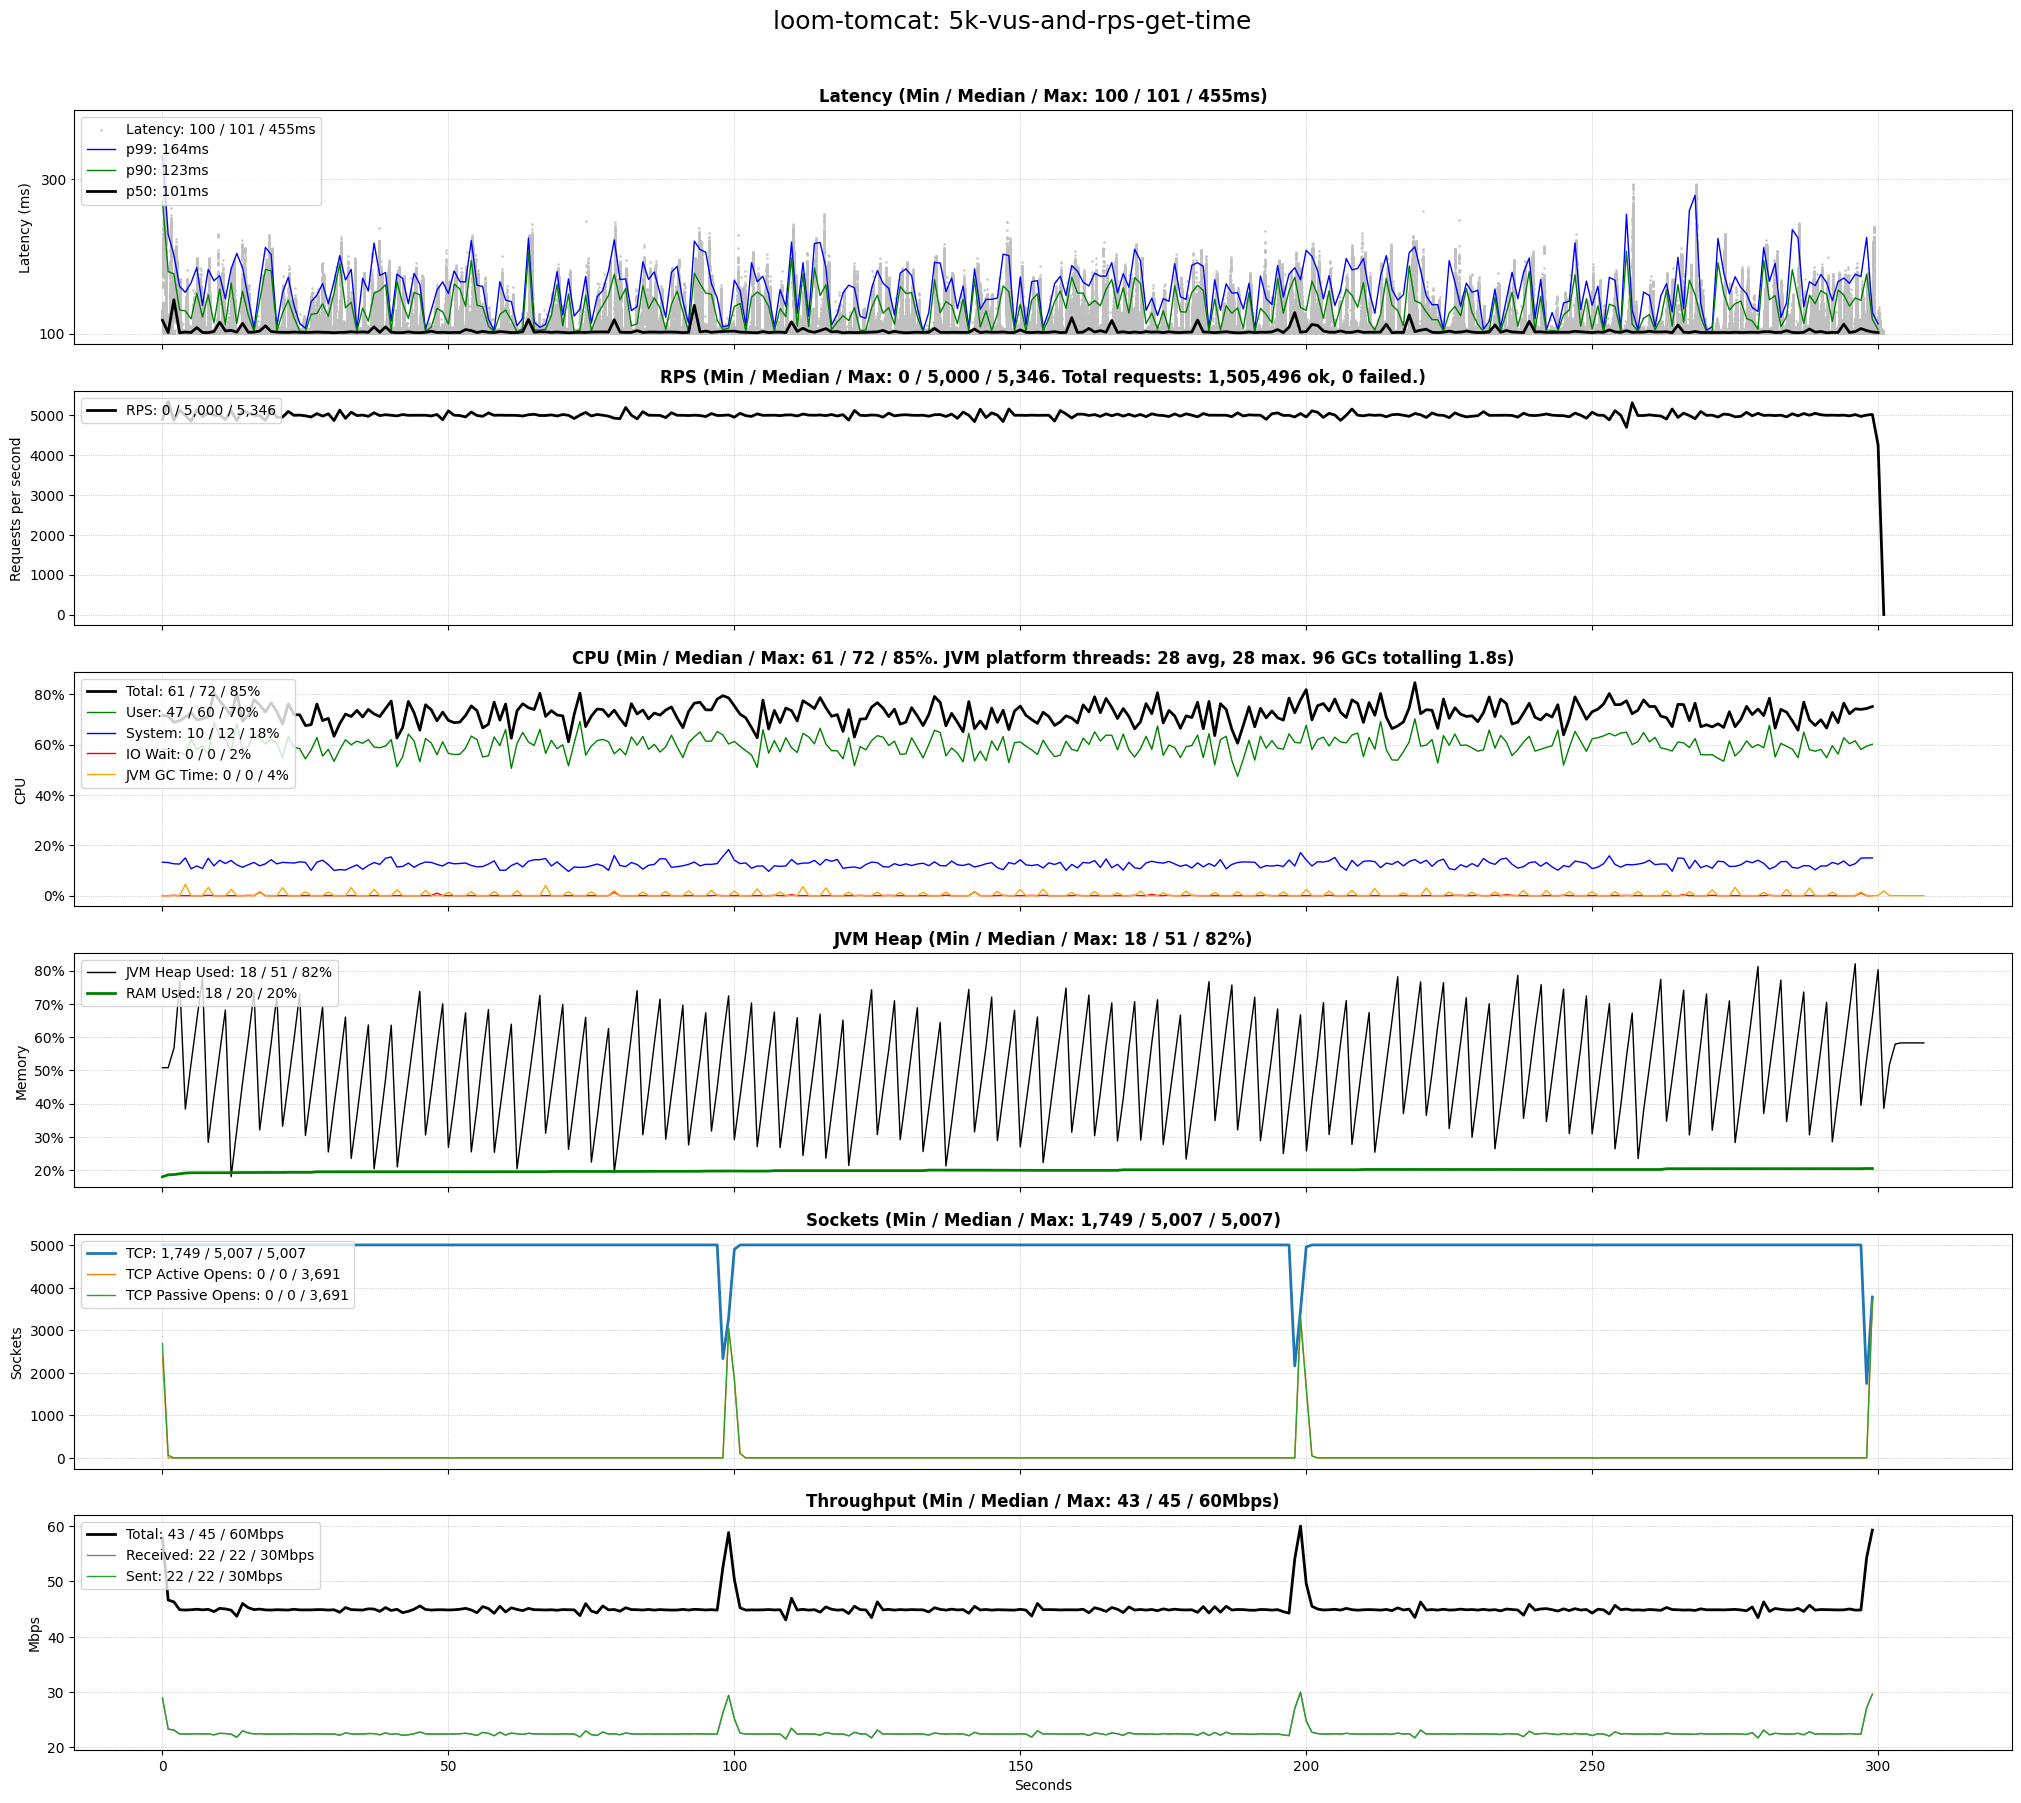 loom-tomcat: 5k-vus-and-rps-get-time
Latency (Min / Median / Max: 100 / 101 / 455ms)
Latency: 100 / 101 / 455ms
p99: 164ms
p90: 123ms
p50: 101ms
Latency (ms)
300
100
RPS (Min / Median / Max: 0 / 5,000 / 5,346. Total requests: 1,505,496 ok, 0 failed.)
RPS: 0 / 5,000 / 5,346
Requests per second
5000
4000
3000
2000
1000
0
CPU (Min / Median / Max: 61 / 72 / 85%. JVM platform threads: 28 avg, 28 max. 96 GCs totalling 1.8s)
Total: 61 / 72 / 85%
User: 47 / 60 / 70%
System: 10 / 12 / 18%
IO Wait: 0 / 0 / 2%
JVM GC Time: 0 / 0 / 4%
CPU
80%
60%
40%
20%
0%
JVM Heap (Min / Median / Max: 18 / 51 / 82%)
JVM Heap Used: 18 / 51 / 82%
RAM Used: 18 / 20 / 20%
Memory
80%
70%
60%
50%
40%
30%
20%
Sockets (Min / Median / Max: 1,749 / 5,007 / 5,007)
TCP: 1,749 / 5,007 / 5,007
TCP Active Opens: 0 / 0 / 3,691
TCP Passive Opens: 0 / 0 / 3,691
Sockets
5000
4000
3000
2000
1000
0
Throughput (Min / Median / Max: 43 / 45 / 60Mbps)
Total: 43 / 45 / 60Mbps
Received: 22 / 22 / 30Mbps
Sent: 22 / 22 / 30Mbps
Mbps
60
50
40
30
20
0 50 100 150 200 250 300
Seconds